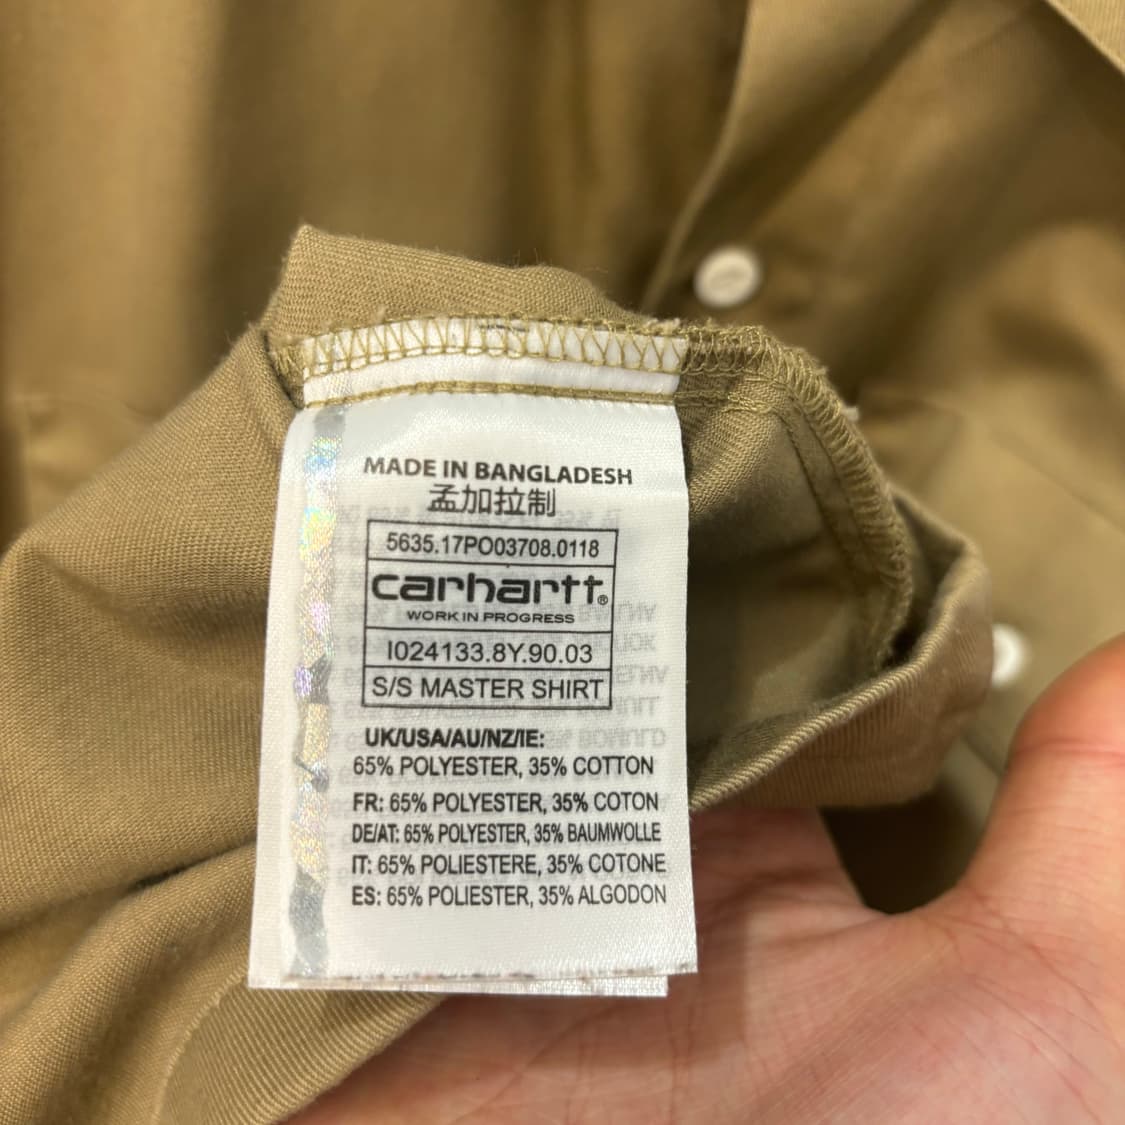 MADE IN BANGLADESH
孟加拉制
5635.17PO03708.0118
carhartt®
WORK IN PROGRESS
I024133.8Y.90.03
S/S MASTER SHIRT
UK/USA/AU/NZ/IE:
65% POLYESTER, 35% COTTON
FR: 65% POLYESTER, 35% COTON
DE/AT: 65% POLYESTER, 35% BAUMWOLLE
IT: 65% POLIESTERE, 35% COTONE
ES: 65% POLIESTER, 35% ALGODON